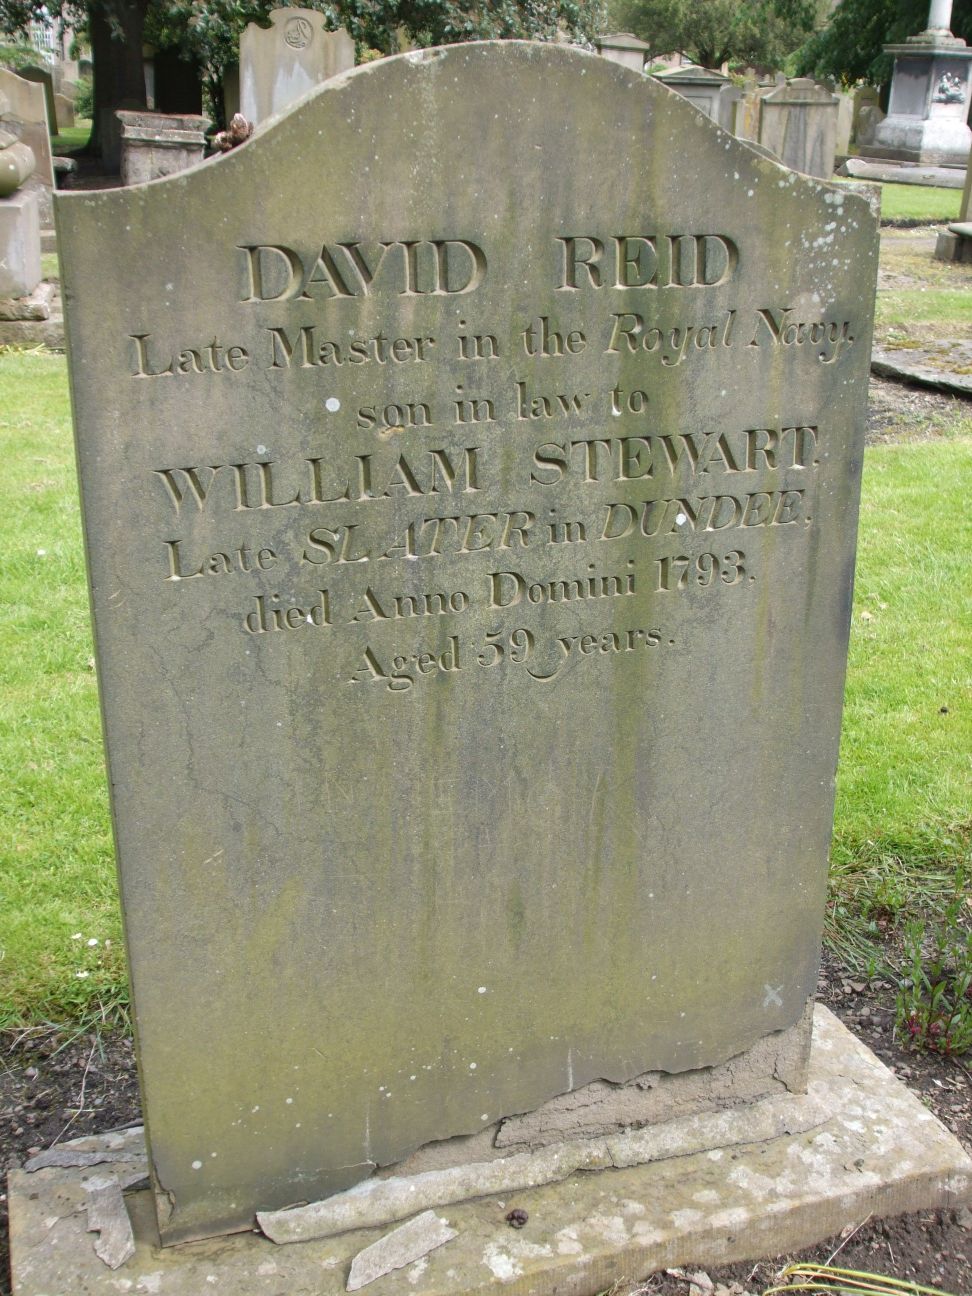 DAVID REID
Late Master in the Royal Navy.
son in law to
WILLIAM STEWART.
Late SLATER in DUNDEE.
died Anno Domini 1793.
Aged 59 years.